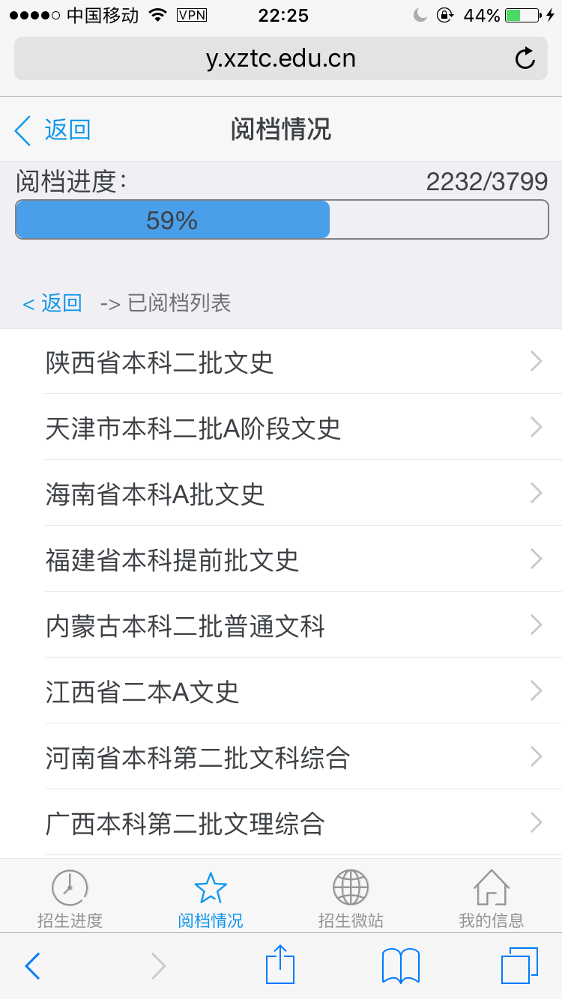 中国移动 VPN 22:25 44%
y.xztc.edu.cn
返回 阅档情况
阅档进度： 2232/3799
59%
< 返回 -> 已阅档列表
陕西省本科二批文史
天津市本科二批A阶段文史
海南省本科A批文史
福建省本科提前批文史
内蒙古本科二批普通文科
江西省二本A文史
河南省本科第二批文科综合
广西本科第二批文理综合
招生进度 阅档情况 招生微站 我的信息